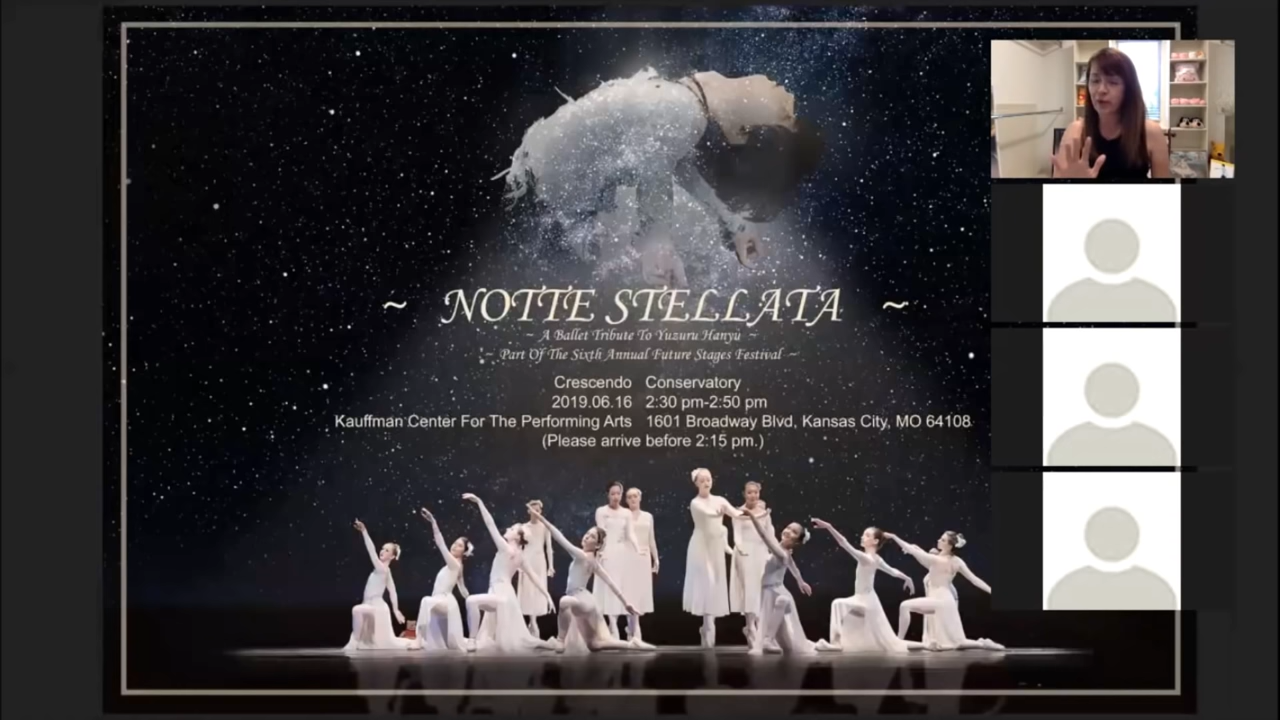 ~ NOTTE STELLATA ~
~ A Ballet Tribute To Yuzuru Hanyu ~
~ Part Of The Sixth Annual Future Stages Festival ~
Crescendo Conservatory
2019.06.16 2:30 pm-2:50 pm
Kauffman Center For The Performing Arts 1601 Broadway Blvd, Kansas City, MO 64108
(Please arrive before 2:15 pm.)